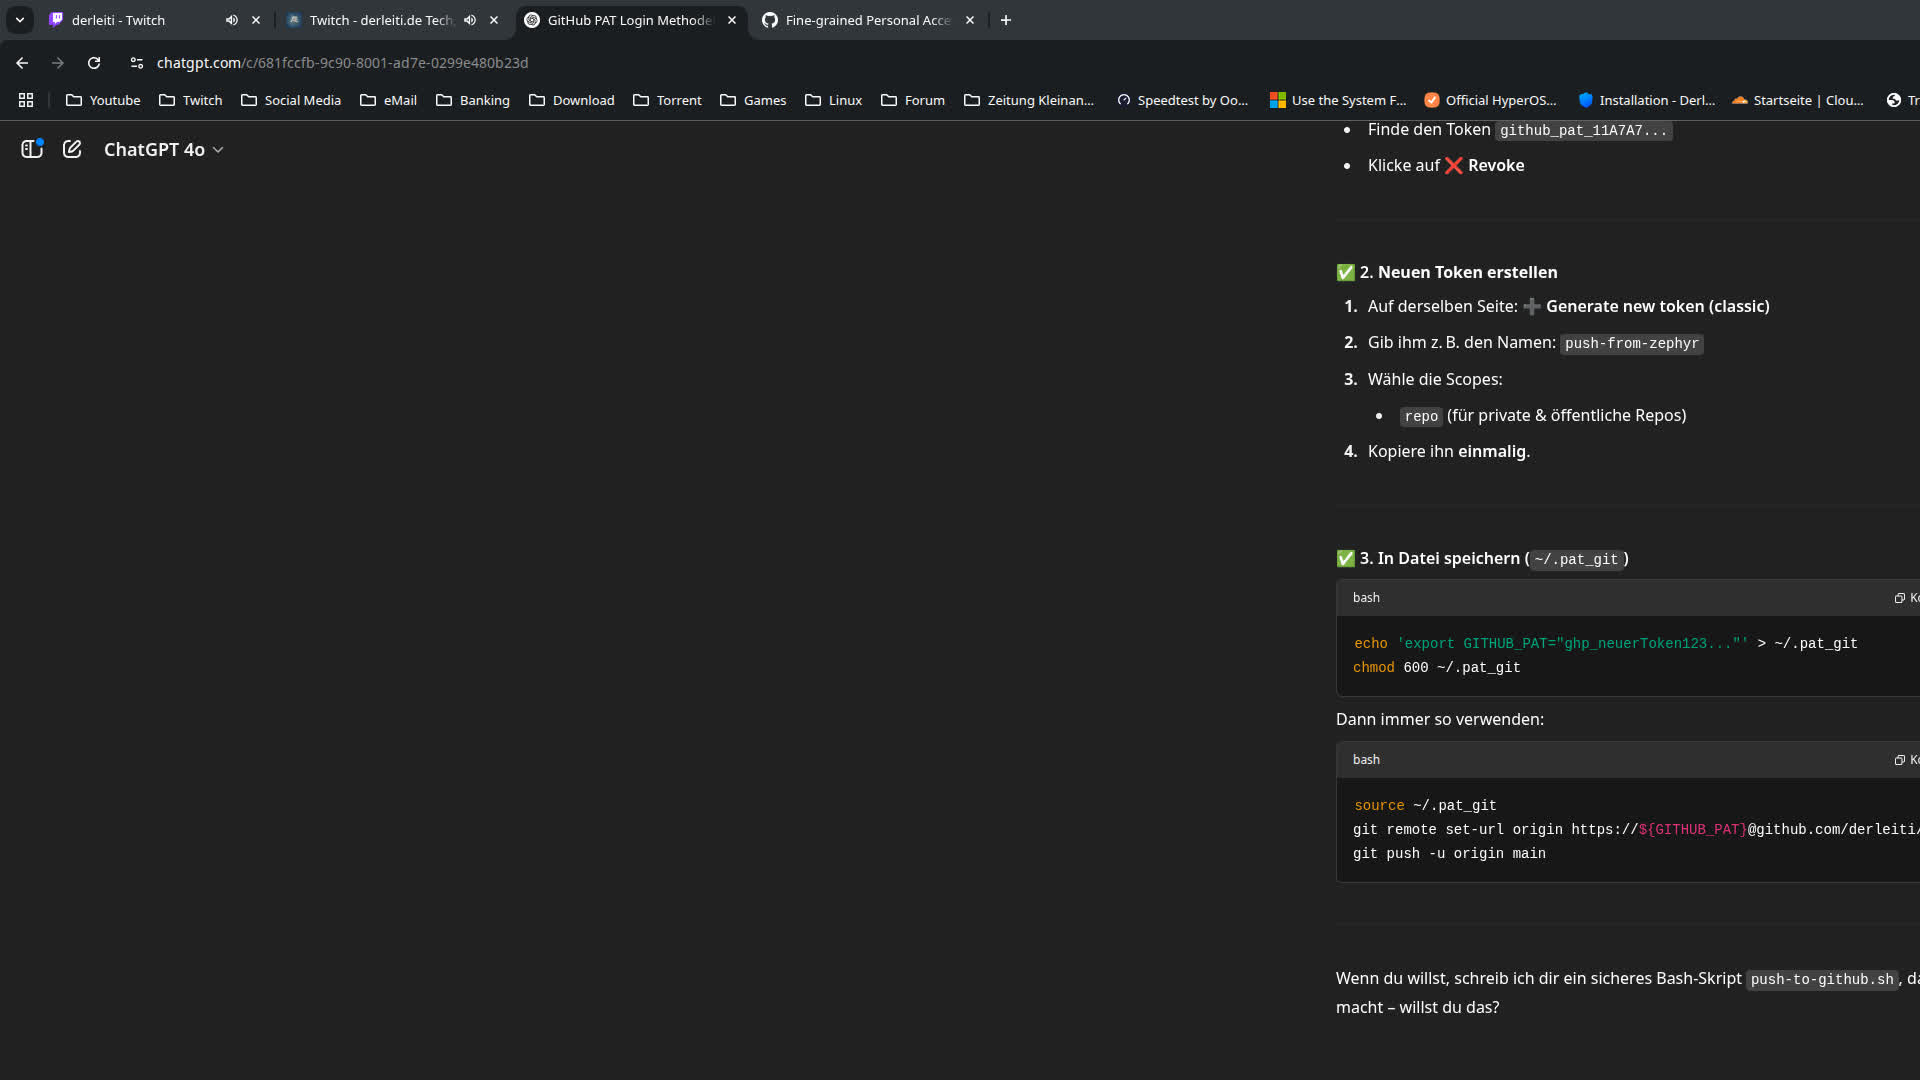 derleiti - Twitch
Twitch - derleiti.de Tech
GitHub PAT Login Methode
Fine-grained Personal Acce
chatgpt.com/c/681fccfb-9c90-8001-ad7e-0299e480b23d
Youtube Twitch Social Media eMail Banking Download Torrent Games Linux Forum Zeitung Kleinan... Speedtest by Oo... Use the System F... Official HyperOS... Installation - Derl... Startseite | Clou... Tr
ChatGPT 4o
• Finde den Token github_pat_11A7A7...
• Klicke auf ❌ Revoke
✅ 2. Neuen Token erstellen
1. Auf derselben Seite: ➕ Generate new token (classic)
2. Gib ihm z. B. den Namen: push-from-zephyr
3. Wähle die Scopes:
• repo (für private & öffentliche Repos)
4. Kopiere ihn einmalig.
✅ 3. In Datei speichern (~/.pat_git)
bash Ko
echo 'export GITHUB_PAT="ghp_neuerToken123..."' > ~/.pat_git
chmod 600 ~/.pat_git
Dann immer so verwenden:
bash Ko
source ~/.pat_git
git remote set-url origin https://${GITHUB_PAT}@github.com/derleiti/
git push -u origin main
Wenn du willst, schreib ich dir ein sicheres Bash-Skript push-to-github.sh, da
macht – willst du das?